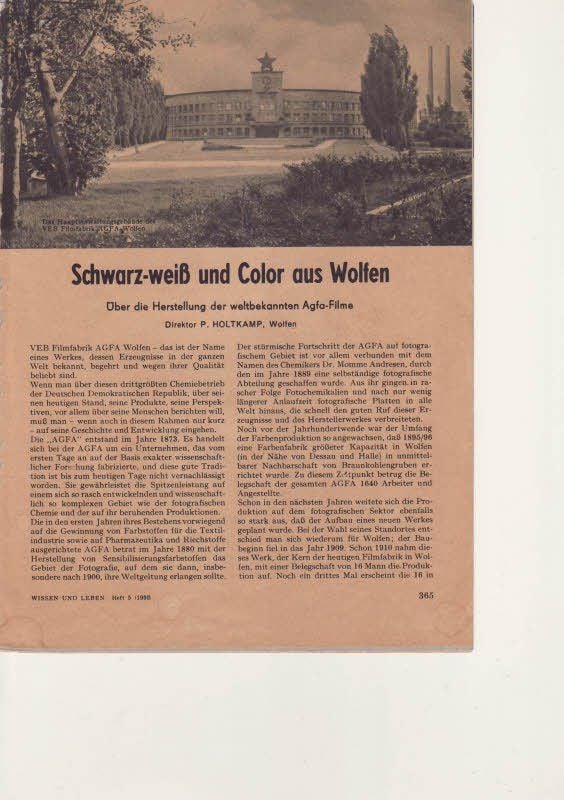 Das Hauptverwaltungsgebäude des
VEB Filmfabrik AGFA Wolfen
Schwarz-weiß und Color aus Wolfen
Über die Herstellung der weltbekannten Agfa-Filme
Direktor P. HOLTKAMP, Wolfen
VEB Filmfabrik AGFA Wolfen – das ist der Name
eines Werkes, dessen Erzeugnisse in der ganzen
Welt bekannt, begehrt und wegen ihrer Qualität
beliebt sind.
Wenn man über diesen drittgrößten Chemiebetrieb
der Deutschen Demokratischen Republik, über sei-
nen heutigen Stand, seine Produkte, seine Perspek-
tiven, vor allem über seine Menschen berichten will,
muß man – wenn auch in diesem Rahmen nur kurz
– auf seine Geschichte und Entwicklung eingehen.
Die „AGFA" entstand im Jahre 1873. Es handelt
sich bei der AGFA um ein Unternehmen, das vom
ersten Tage an auf der Basis exakter wissenschaft-
licher Forschung fabrizierte, und diese gute Tradi-
tion ist bis zum heutigen Tage nicht vernachlässigt
worden. Sie gewährleistet die Spitzenleistung auf
einem sich so rasch entwickelnden und wissenschaft-
lich so komplexen Gebiet wie der fotografischen
Chemie und der auf ihr beruhenden Produktionen.
Die in den ersten Jahren ihres Bestehens vorwiegend
auf die Gewinnung von Farbstoffen für die Textil-
industrie sowie auf Pharmazeutika und Riechstoffe
ausgerichtete AGFA betrat im Jahre 1880 mit der
Herstellung von Sensibilisierungsfarbstoffen das
Gebiet der Fotografie, auf dem sie dann, insbe-
sondere nach 1900, ihre Weltgeltung erlangen sollte.
Der stürmische Fortschritt der AGFA auf fotogra-
fischem Gebiet ist vor allem verbunden mit dem
Namen des Chemikers Dr. Momme Andresen, durch
den im Jahre 1889 eine selbständige fotografische
Abteilung geschaffen wurde. Aus ihr gingen in ra-
scher Folge Fotochemikalien und nach nur wenig
längerer Anlaufzeit fotografische Platten in alle
Welt hinaus, die schnell den guten Ruf dieser Er-
zeugnisse und des Herstellerwerkes verbreiteten.
Noch vor der Jahrhundertwende war der Umfang
der Farbenproduktion so angewachsen, daß 1895/96
eine Farbenfabrik größerer Kapazität in Wolfen
(in der Nähe von Dessau und Halle) in unmittel-
barer Nachbarschaft von Braunkohlengruben er-
richtet wurde. Zu diesem Zeitpunkt betrug die Be-
legschaft der gesamten AGFA 1640 Arbeiter und
Angestellte.
Schon in den nächsten Jahren weitete sich die Pro-
duktion auf dem fotografischen Sektor ebenfalls
so stark aus, daß der Aufbau eines neuen Werkes
geplant wurde. Bei der Wahl seines Standortes ent-
schied man sich wiederum für Wolfen; der Bau-
beginn fiel in das Jahr 1909. Schon 1910 nahm die-
ses Werk, der Kern der heutigen Filmfabrik in Wol-
fen, mit einer Belegschaft von 16 Mann die Produk-
tion auf. Noch ein drittes Mal erscheint die 16 in
WISSEN UND LEBEN Heft 5
365